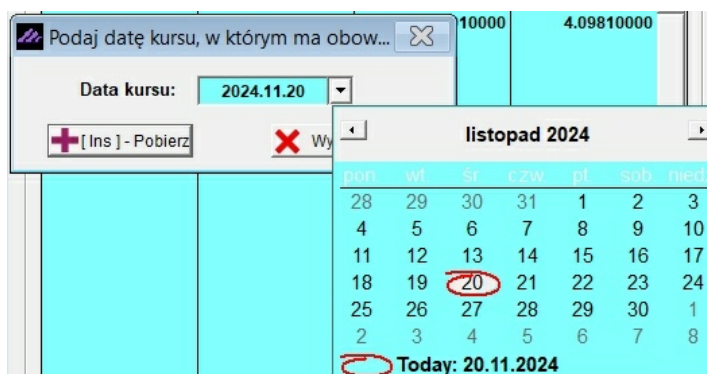 Podaj datę kursu, w którym ma obow...
10000 4.09810000
Data kursu: 2024.11.20
[ Ins ] - Pobierz
Wy
listopad 2024
pon. wt. śr. czw. pt. sob. niedz
28 29 30 31 1 2 3
4 5 6 7 8 9 10
11 12 13 14 15 16 17
18 19 20 21 22 23 24
25 26 27 28 29 30 1
2 3 4 5 6 7 8
Today: 20.11.2024